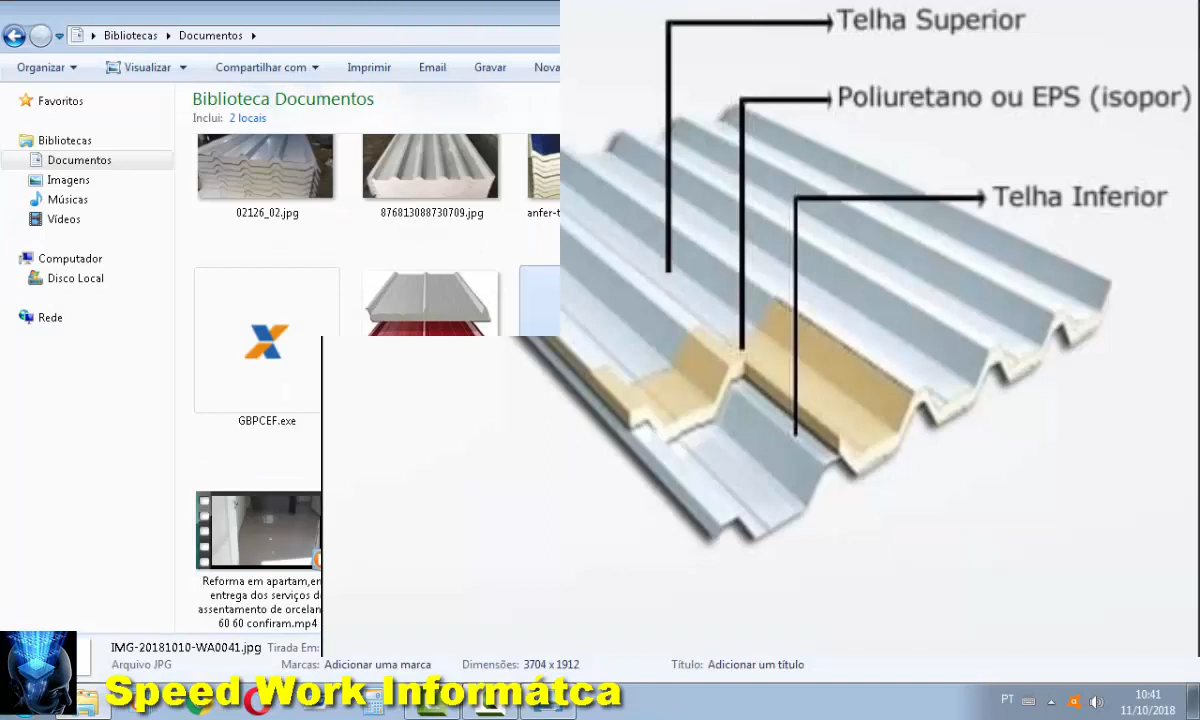 Bibliotecas
Documentos
Organizar
Visualizar
Compartilhar com
Imprimir
Email
Gravar
Nova
Favoritos
Bibliotecas
Documentos
Imagens
Músicas
Vídeos
Computador
Disco Local
Rede
Biblioteca Documentos
Inclui: 2 locais
02126_02.jpg
876813088730709.jpg
anfer-t
GBPCEF.exe
Reforma em apartam,en
entrega dos serviços d
assentamento de orcelan
60 60 confiram.mp4
Telha Superior
Poliuretano ou EPS (isopor)
Telha Inferior
IMG-20181010-WA0041.jpg Tirada Em:
Arquivo JPG
Marcas: Adicionar uma marca
Dimensões: 3704 x 1912
Título: Adicionar um título
Speed Work Informátca
PT
10:41
11/10/2018